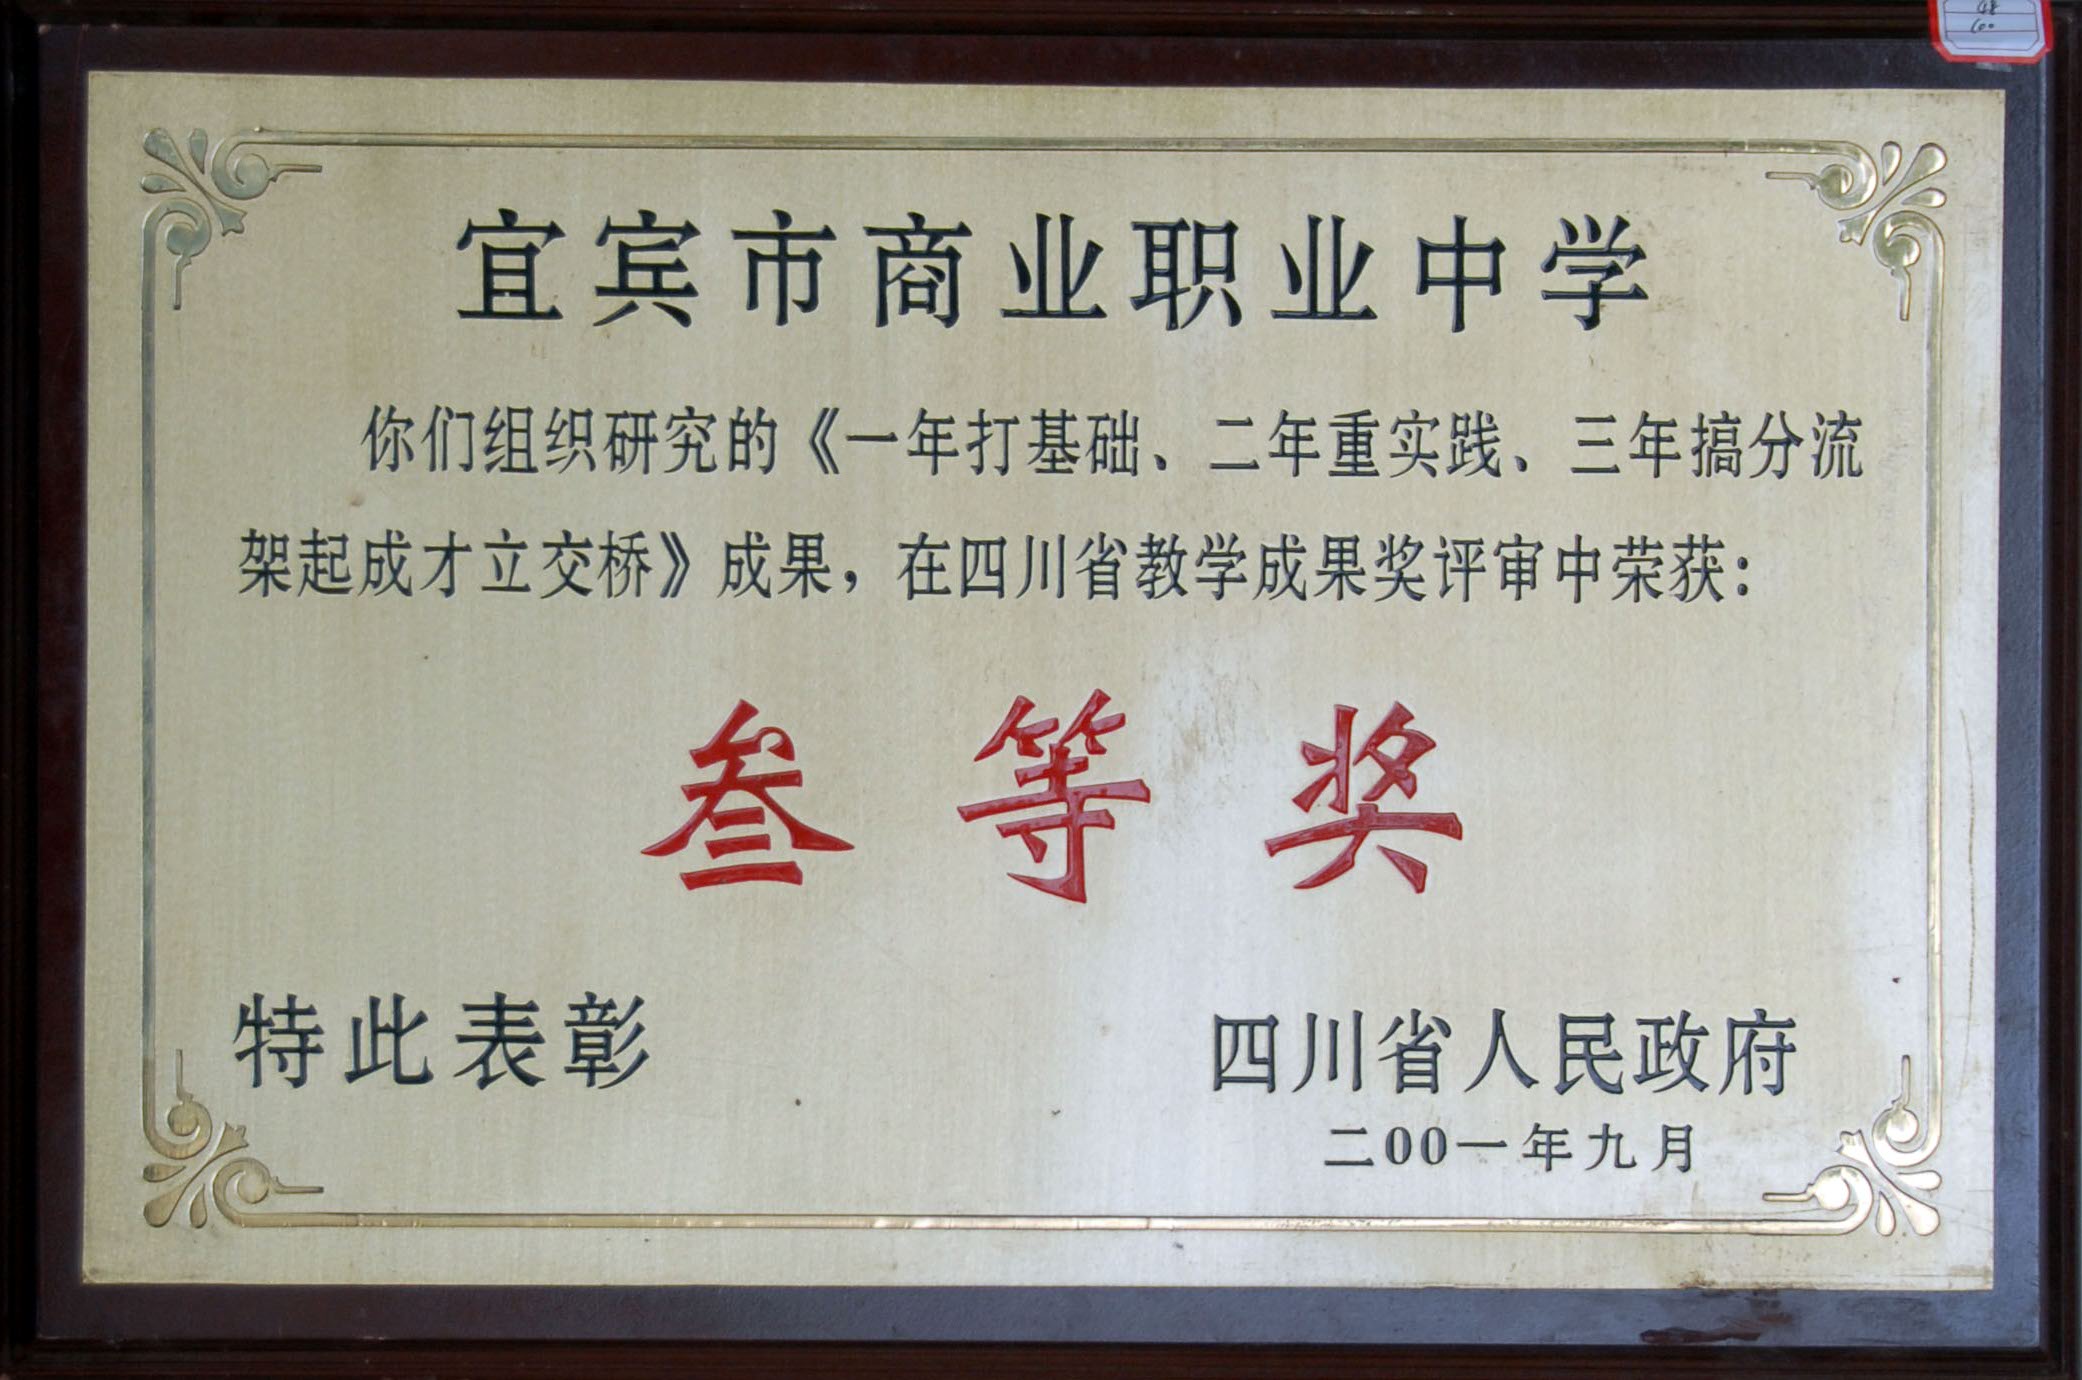 48
60
宜宾市商业职业中学
你们组织研究的《一年打基础、二年重实践、三年搞分流
架起成才立交桥》成果，在四川省教学成果奖评审中荣获：
叁等奖
特此表彰
四川省人民政府
二00一年九月